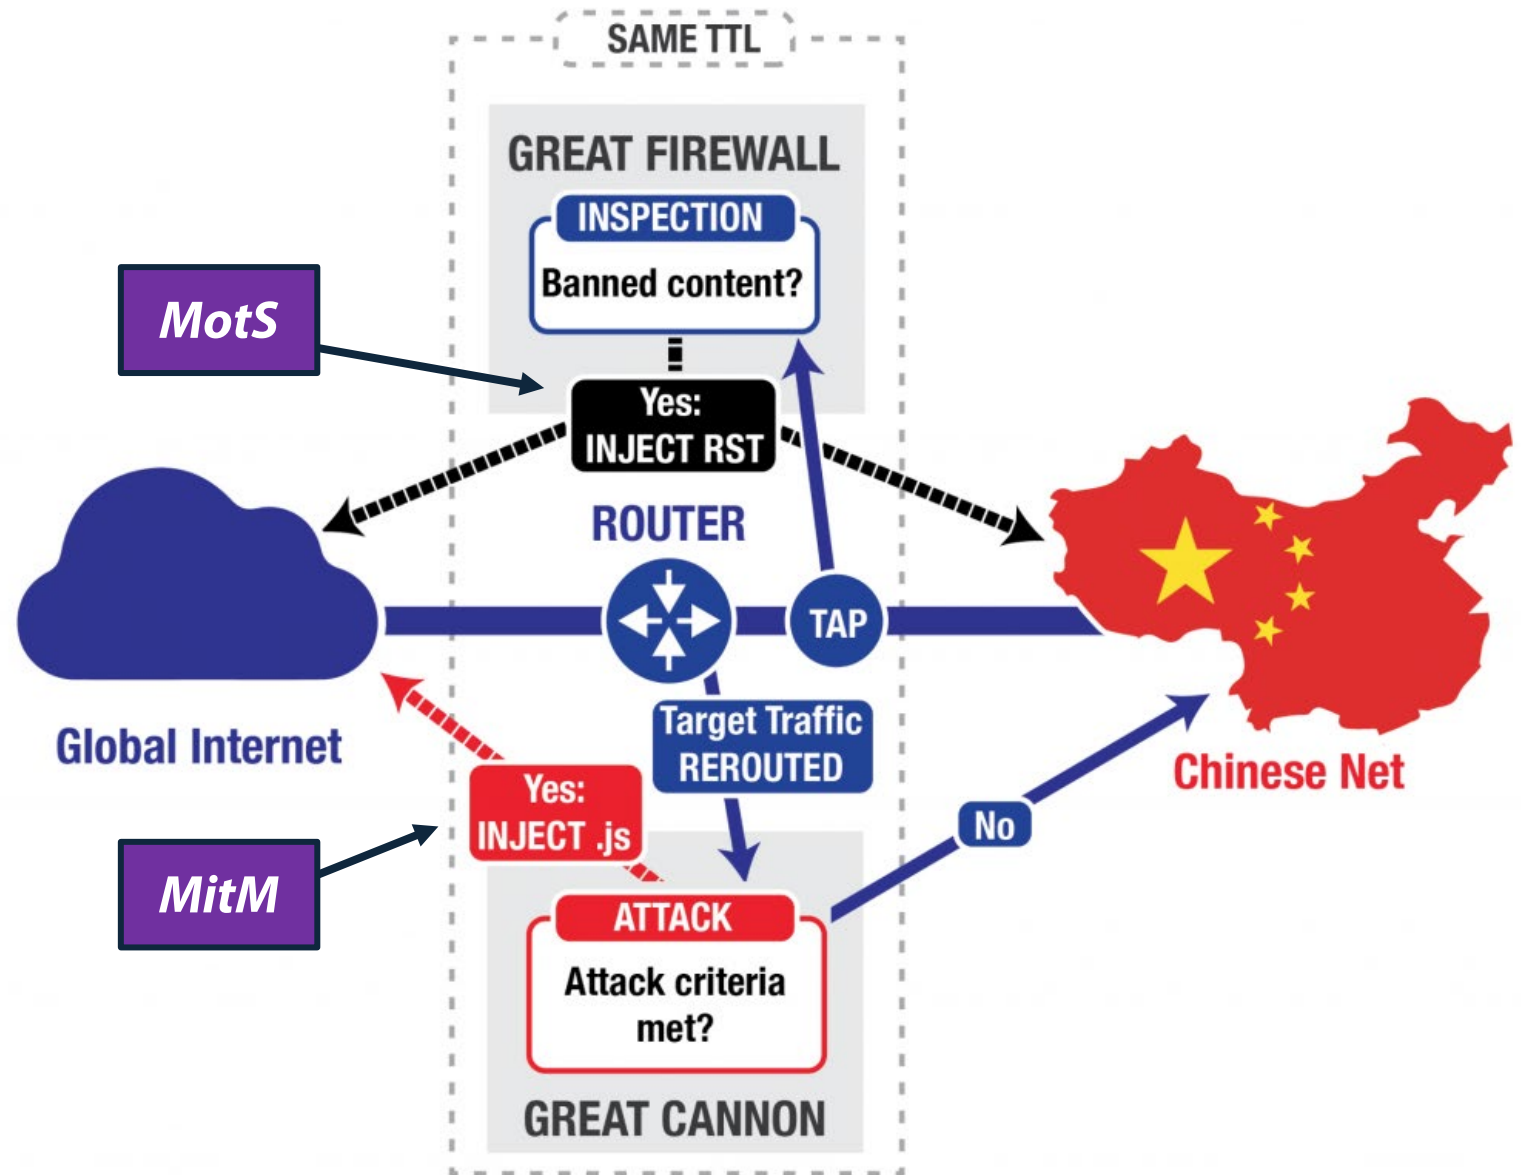 SAME TTL
GREAT FIREWALL
INSPECTION
Banned content?
MotS
Yes:
INJECT RST
ROUTER
TAP
Global Internet
Target Traffic
REROUTED
Chinese Net
Yes:
INJECT .js
No
MitM
ATTACK
Attack criteria
met?
GREAT CANNON